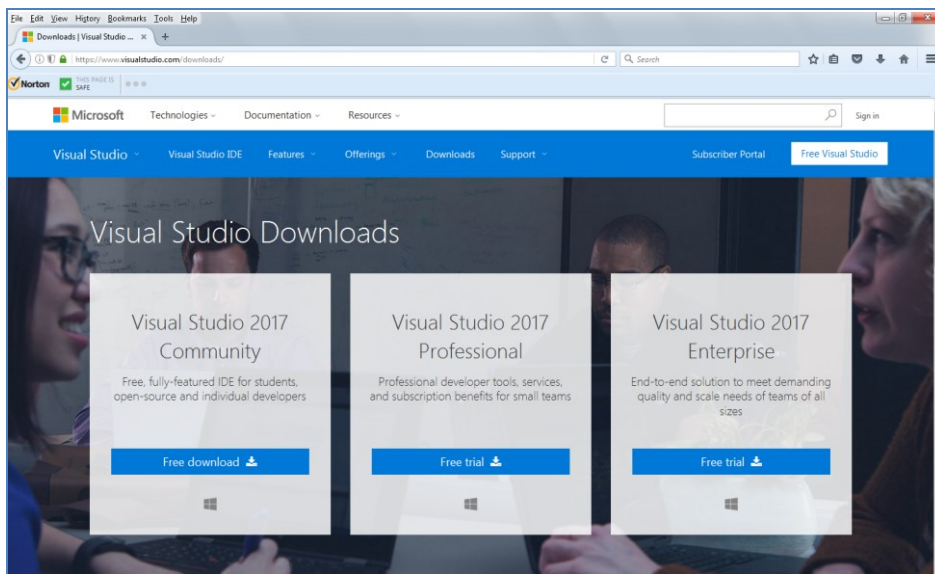 File Edit View History Bookmarks Tools Help
Downloads | Visual Studio ... × +
https://www.visualstudio.com/downloads/ Search
Norton THIS PAGE IS
SAFE
Microsoft Technologies Documentation Resources Sign in
Visual Studio Visual Studio IDE Features Offerings Downloads Support Subscriber Portal Free Visual Studio
Visual Studio Downloads
Visual Studio 2017
Community
Free, fully-featured IDE for students,
open-source and individual developers
Free download
Visual Studio 2017
Professional
Professional developer tools, services,
and subscription benefits for small teams
Free trial
Visual Studio 2017
Enterprise
End-to-end solution to meet demanding
quality and scale needs of teams of all
sizes
Free trial